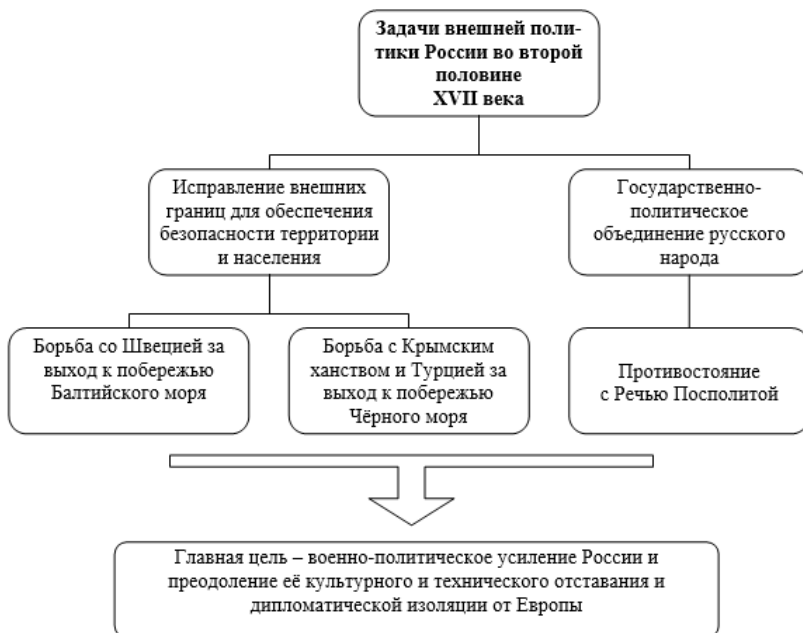 Задачи внешней поли-
тики России во второй
половине
XVII века
Исправление внешних
границ для обеспечения
безопасности территории
и населения
Государственно-
политическое
объединение русского
народа
Борьба со Швецией за
выход к побережью
Балтийского моря
Борьба с Крымским
ханством и Турцией за
выход к побережью
Чёрного моря
Противостояние
с Речью Посполитой
Главная цель – военно-политическое усиление России и
преодоление её культурного и технического отставания и
дипломатической изоляции от Европы